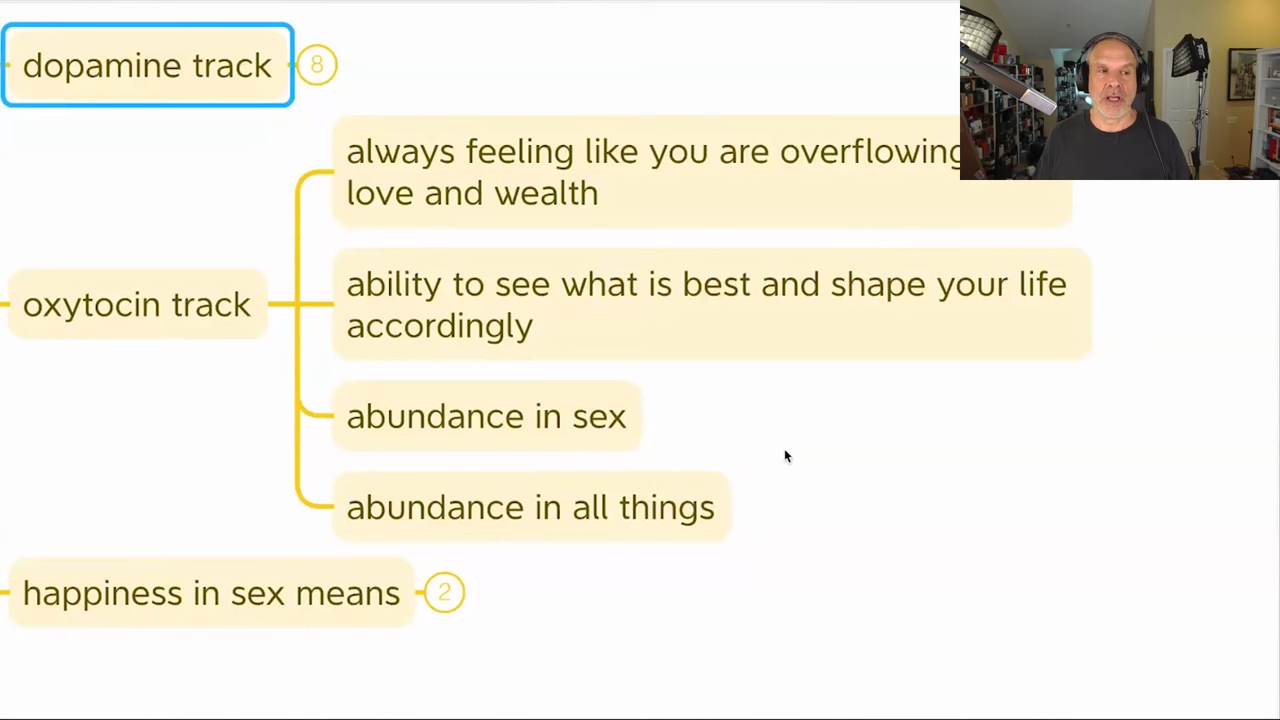 dopamine track
8
always feeling like you are overflowing
love and wealth
oxytocin track
ability to see what is best and shape your life
accordingly
abundance in sex
abundance in all things
happiness in sex means
2